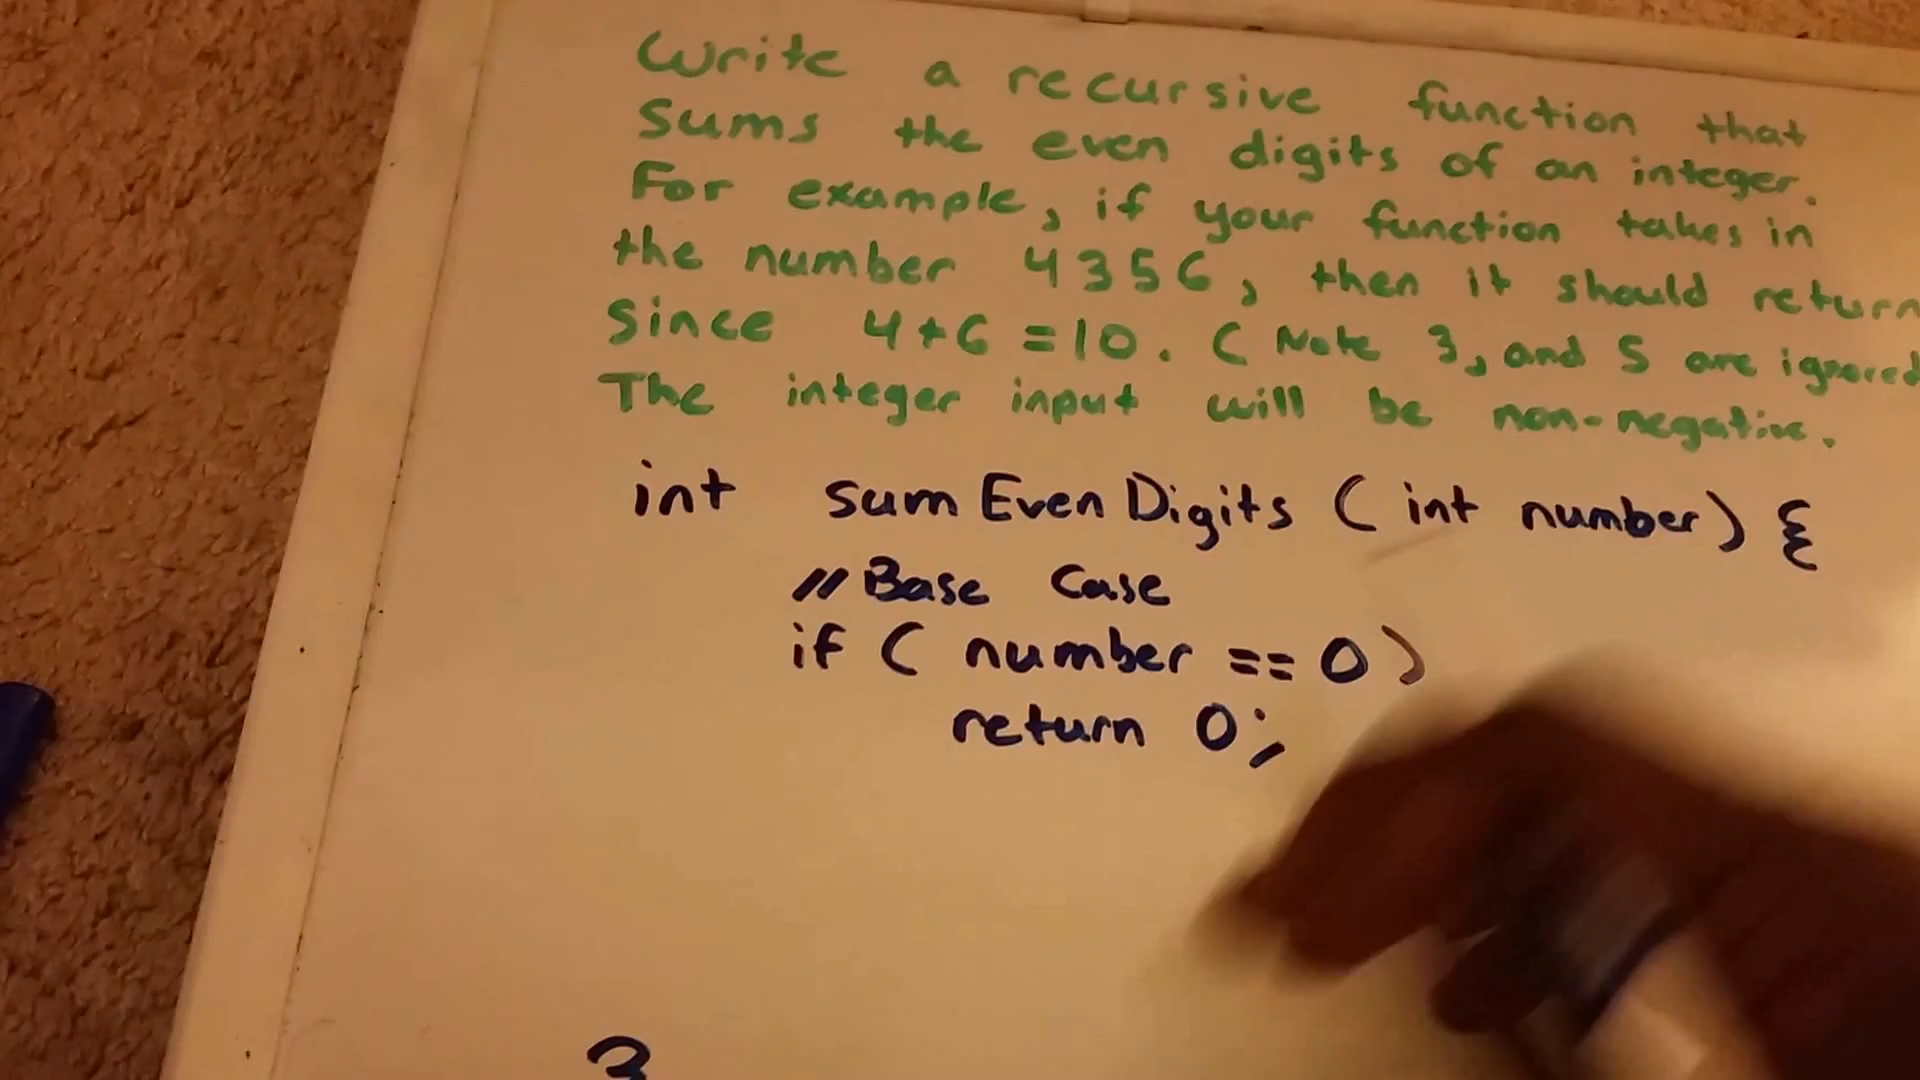 Write a recursive function that
sums the even digits of an integer.
For example, if your function takes in
the number 4356, then it should return
since 4+6=10. (Note 3, and 5 are ignored
The integer input will be non-negative.
int sumEvenDigits (int number) {
// Base Case
if ( number == 0 )
return 0;